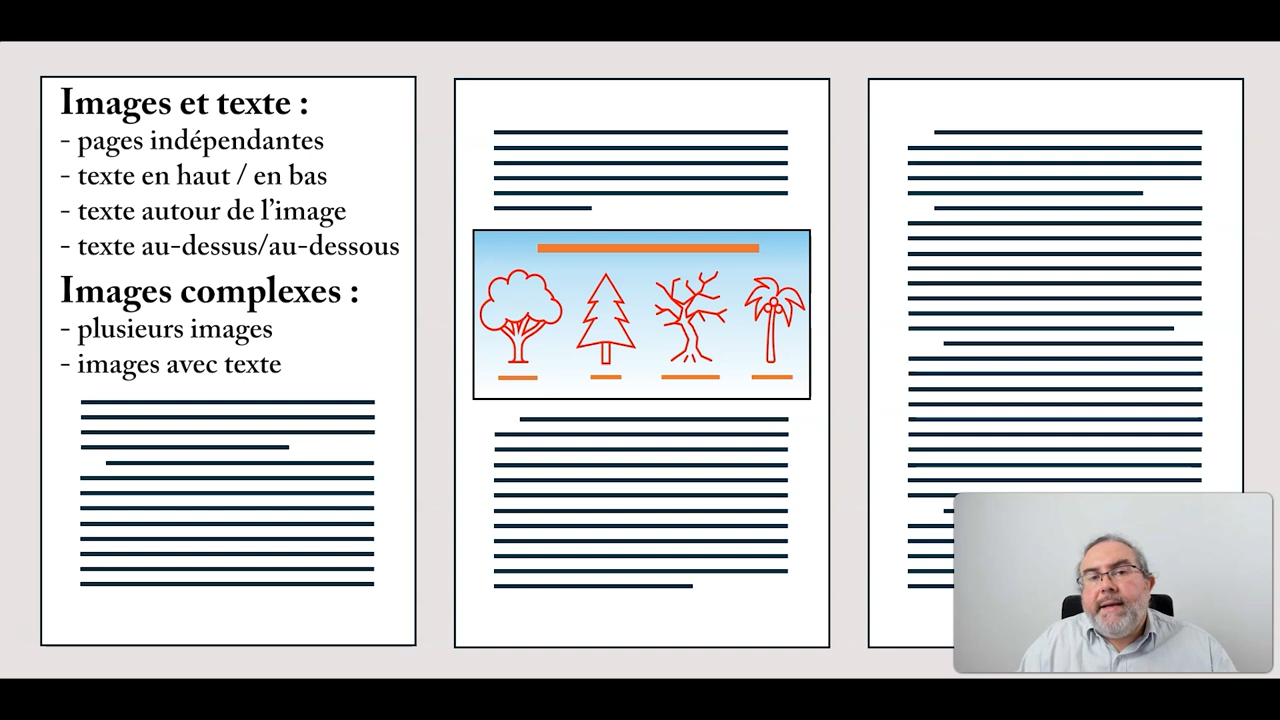 Images et texte :
- pages indépendantes
- texte en haut / en bas
- texte autour de l’image
- texte au-dessus/au-dessous
Images complexes :
- plusieurs images
- images avec texte